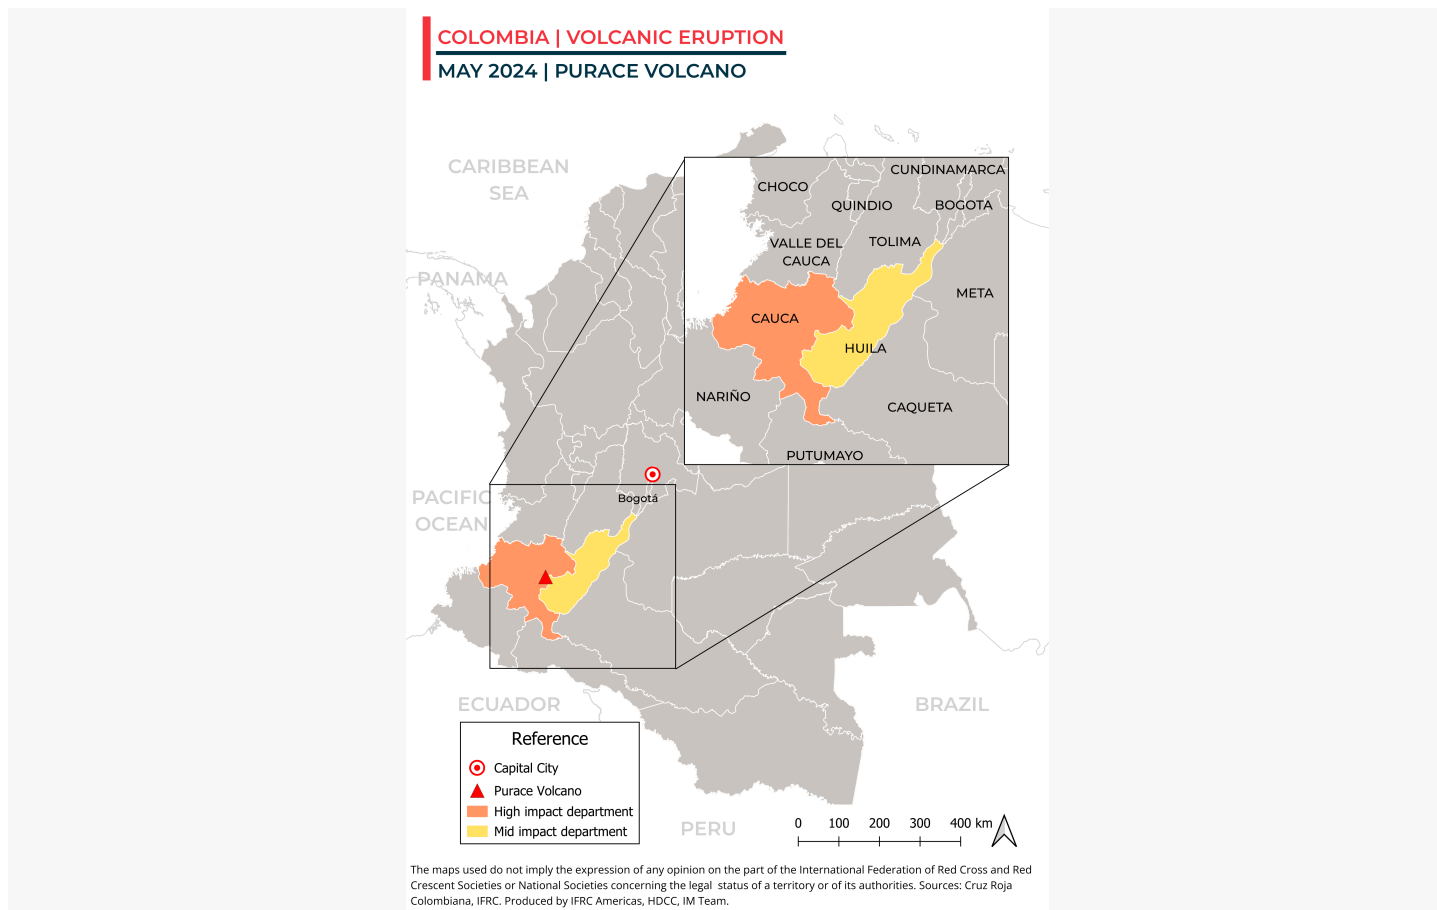 COLOMBIA | VOLCANIC ERUPTION
MAY 2024 | PURACE VOLCANO
CARIBBEAN
SEA
PANAMA
PACIFIC
OCEAN
CHOCO
CUNDINAMARCA
QUINDIO
BOGOTA
VALLE DEL
CAUCA
TOLIMA
META
CAUCA
HUILA
NARIÑO
CAQUETA
PUTUMAYO
Bogotá
ECUADOR
BRAZIL
PERU
Reference
Capital City
Purace Volcano
High impact department
Mid impact department
0 100 200 300 400 km
The maps used do not imply the expression of any opinion on the part of the International Federation of Red Cross and Red
Crescent Societies or National Societies concerning the legal status of a territory or of its authorities. Sources: Cruz Roja
Colombiana, IFRC. Produced by IFRC Americas, HDCC, IM Team.